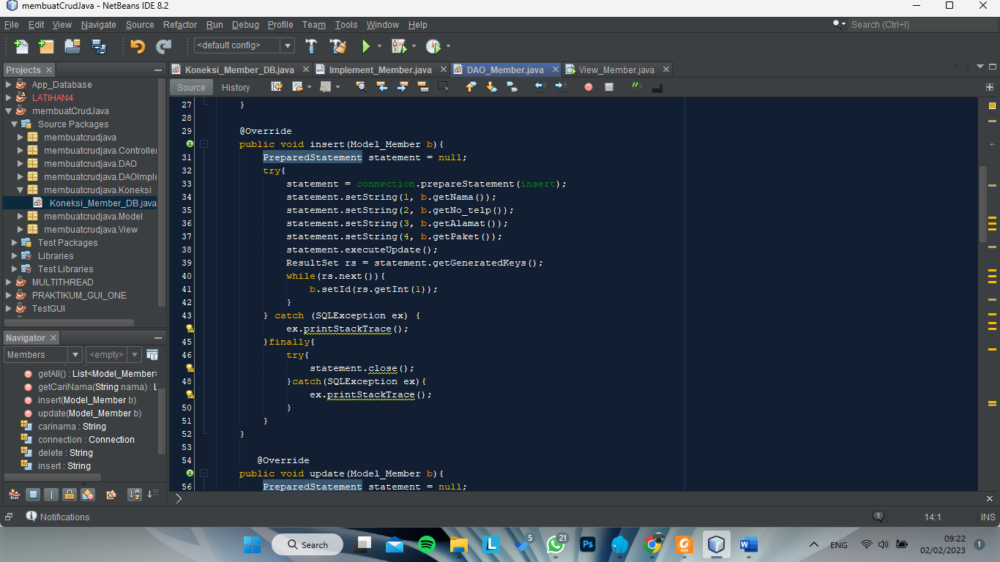 membuatCrudJava - NetBeans IDE 8.2
File Edit View Navigate Source Refactor Run Debug Profile Team Tools Window Help
Search (Ctrl+I)
<default config>
Projects
App_Database
LATIHAN4
membuatCrudJava
Source Packages
membuatcrudjava
membuatcrudjava.Controller
membuatcrudjava.DAO
membuatcrudjava.DAOImple
membuatcrudjava.Koneksi
Koneksi_Member_DB.java
membuatcrudjava.Model
membuatcrudjava.View
Test Packages
Libraries
Test Libraries
MULTITHREAD
PRAKTIKUM_GUI_ONE
TestGUI
Navigator
Members <empty>
getAll() : List<Model_Member>
getCariNama(String nama) : L
insert(Model_Member b)
update(Model_Member b)
carinama : String
connection : Connection
delete : String
insert : String
Koneksi_Member_DB.java Implement_Member.java DAO_Member.java View_Member.java
Source History
27 }
28
29 @Override
public void insert(Model_Member b){
31 PreparedStatement statement = null;
32 try{
33 statement = connection.prepareStatement(insert);
34 statement.setString(1, b.getNama());
35 statement.setString(2, b.getNo_telp());
36 statement.setString(3, b.getAlamat());
37 statement.setString(4, b.getPaket());
38 statement.executeUpdate();
39 ResultSet rs = statement.getGeneratedKeys();
40 while(rs.next()){
41 b.setId(rs.getInt(1));
42 }
43 } catch (SQLException ex) {
ex.printStackTrace();
45 }finally{
46 try{
statement.close();
48 }catch(SQLException ex){
ex.printStackTrace();
50 }
51 }
52 }
53
54 @Override
public void update(Model_Member b){
56 PreparedStatement statement = null;
Notifications
1
14:1
INS
Search
5
21
Ps
L
W
ENG
09:22
02/02/2023
1